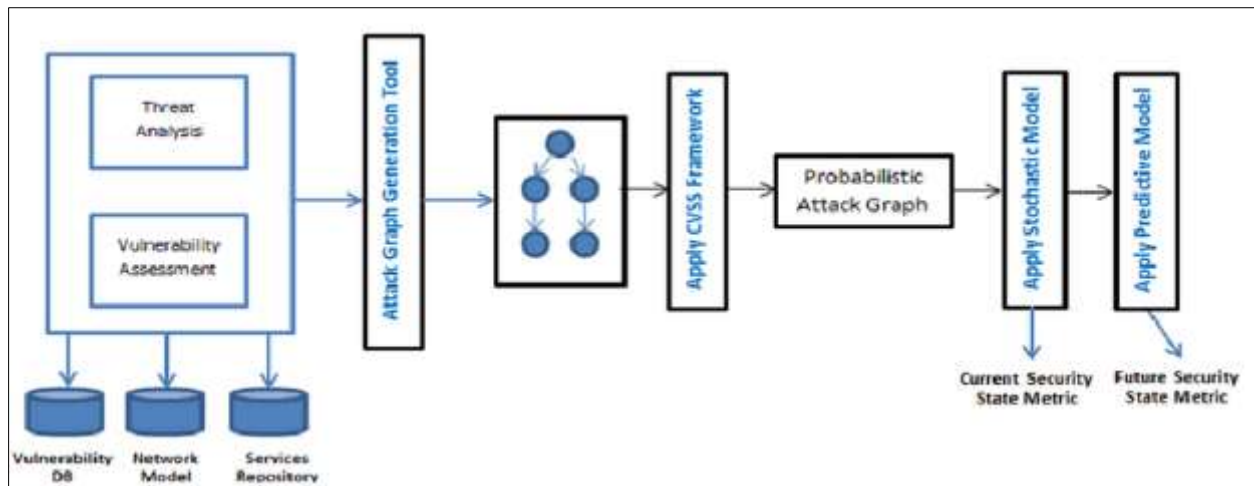 Threat
Analysis
Vulnerability
Assessment
Vulnerability
DB
Network
Model
Services
Repository
Attack Graph Generation Tool
Apply CVSS Framework
Probabilistic
Attack Graph
Apply Stochastic Model
Apply Predictive Model
Current Security
State Metric
Future Security
State Metric